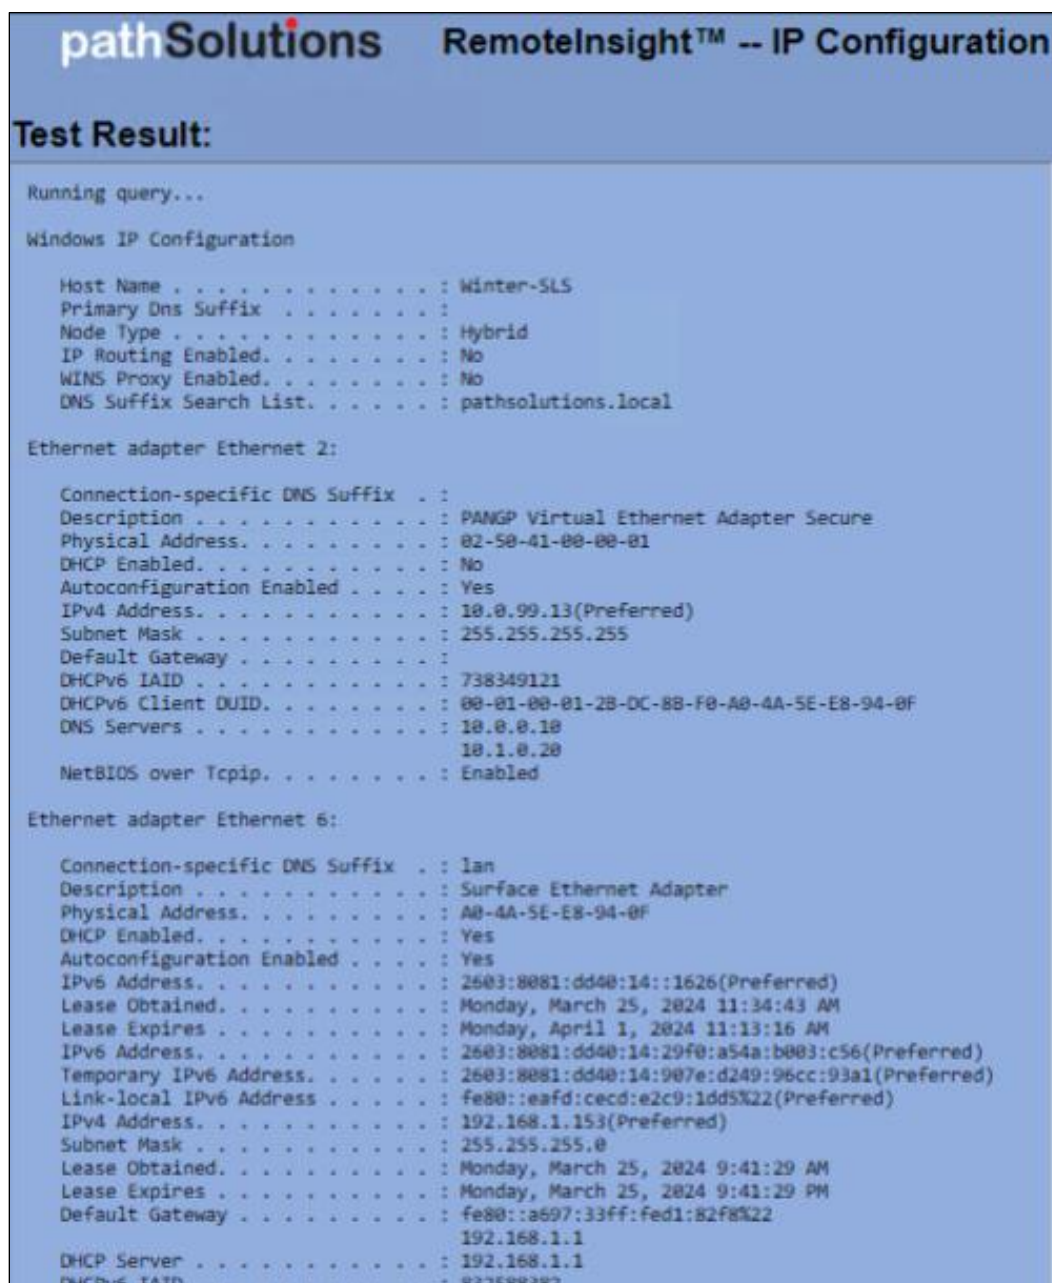 pathSolutions RemoteInsight™ -- IP Configuration
Test Result:
Running query...
Windows IP Configuration
Host Name . . . . . . . . . . . . : Winter-SLS
Primary Dns Suffix . . . . . . . :
Node Type . . . . . . . . . . . . : Hybrid
IP Routing Enabled. . . . . . . . : No
WINS Proxy Enabled. . . . . . . . : No
DNS Suffix Search List. . . . . . : pathsolutions.local
Ethernet adapter Ethernet 2:
Connection-specific DNS Suffix . :
Description . . . . . . . . . . . : PANGP Virtual Ethernet Adapter Secure
Physical Address. . . . . . . . . : 02-50-41-00-00-01
DHCP Enabled. . . . . . . . . . . : No
Autoconfiguration Enabled . . . . : Yes
IPv4 Address. . . . . . . . . . . : 10.0.99.13(Preferred)
Subnet Mask . . . . . . . . . . . : 255.255.255.255
Default Gateway . . . . . . . . . :
DHCPv6 IAID . . . . . . . . . . . : 738349121
DHCPv6 Client DUID. . . . . . . . : 00-01-00-01-2B-DC-8B-F0-A0-4A-5E-E8-94-0F
DNS Servers . . . . . . . . . . . : 10.0.0.10
10.1.0.20
NetBIOS over Tcpip. . . . . . . . : Enabled
Ethernet adapter Ethernet 6:
Connection-specific DNS Suffix . : lan
Description . . . . . . . . . . . : Surface Ethernet Adapter
Physical Address. . . . . . . . . : A0-4A-5E-E8-94-0F
DHCP Enabled. . . . . . . . . . . : Yes
Autoconfiguration Enabled . . . . : Yes
IPv6 Address. . . . . . . . . . . : 2603:8081:dd40:14::1626(Preferred)
Lease Obtained. . . . . . . . . . : Monday, March 25, 2024 11:34:43 AM
Lease Expires . . . . . . . . . . : Monday, April 1, 2024 11:13:16 AM
IPv6 Address. . . . . . . . . . . : 2603:8081:dd40:14:29f0:a54a:b003:c56(Preferred)
Temporary IPv6 Address. . . . . . : 2603:8081:dd40:14:907e:d249:96cc:93a1(Preferred)
Link-local IPv6 Address . . . . . : fe80::eafd:cecd:e2c9:1dd5%22(Preferred)
IPv4 Address. . . . . . . . . . . : 192.168.1.153(Preferred)
Subnet Mask . . . . . . . . . . . : 255.255.255.0
Lease Obtained. . . . . . . . . . : Monday, March 25, 2024 9:41:29 AM
Lease Expires . . . . . . . . . . : Monday, March 25, 2024 9:41:29 PM
Default Gateway . . . . . . . . . : fe80::a697:33ff:fed1:82f8%22
192.168.1.1
DHCP Server . . . . . . . . . . . : 192.168.1.1
DHCPv6 IAID . . . . . . . . . . . :